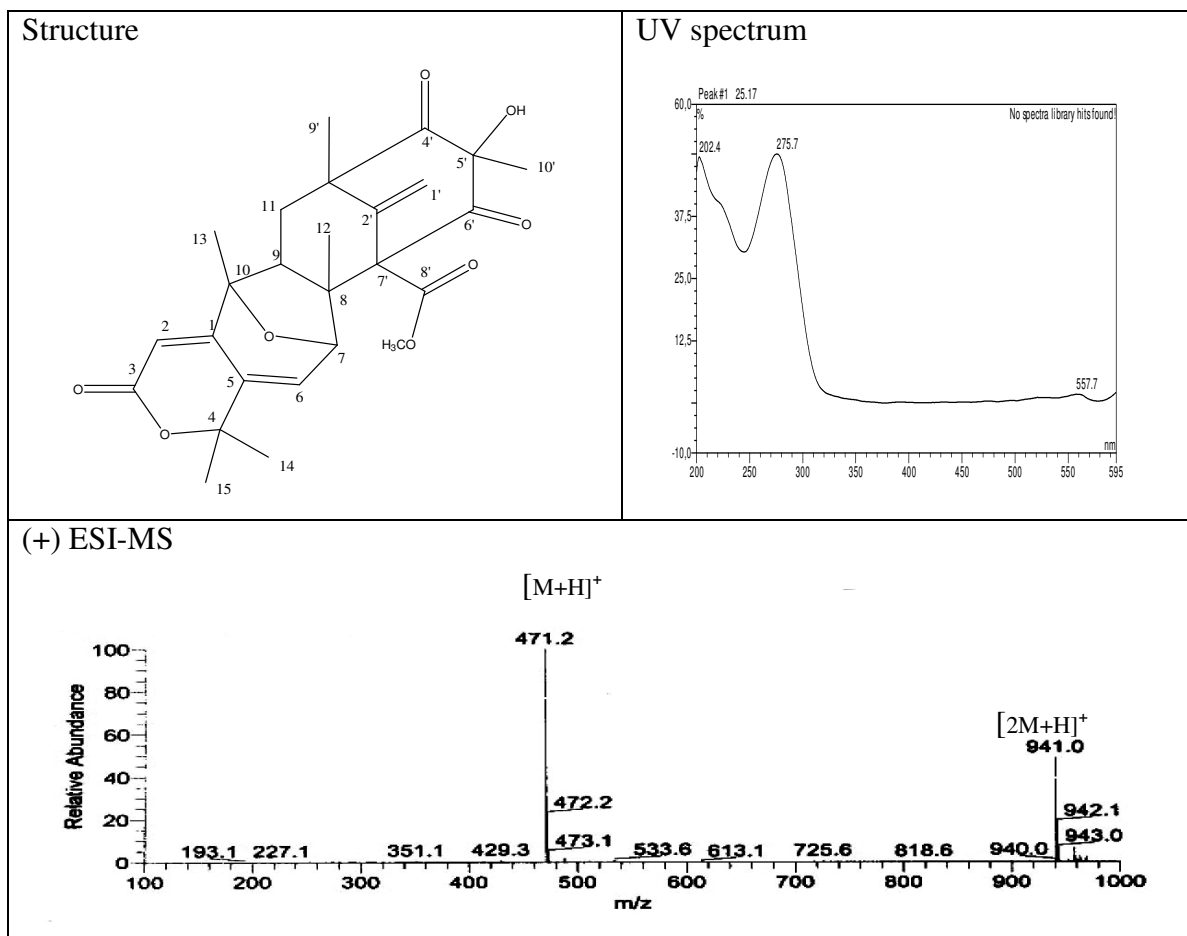 Structure
O
OH
9'
4'
5'
10'
11
1'
2'
6'
O
12
13
8'
O
9
7'
10
8
O
2
1
H₃CO
7
3
5
6
O
4
O
14
15
UV spectrum
Peak #1 25.17
60,0
%
No spectra library hits found!
202.4
275.7
37,5
25,0
12,5
557.7
-10,0
nm
200 250 300 350 400 450 500 550 595
(+) ESI-MS
[M+H]⁺
471.2
100
80
60
40
20
0
Relative Abundance
[2M+H]⁺
941.0
472.2
942.1
473.1
943.0
193.1 227.1 351.1 429.3 533.6 613.1 725.6 818.6 940.0
100 200 300 400 500 600 700 800 900 1000
m/z